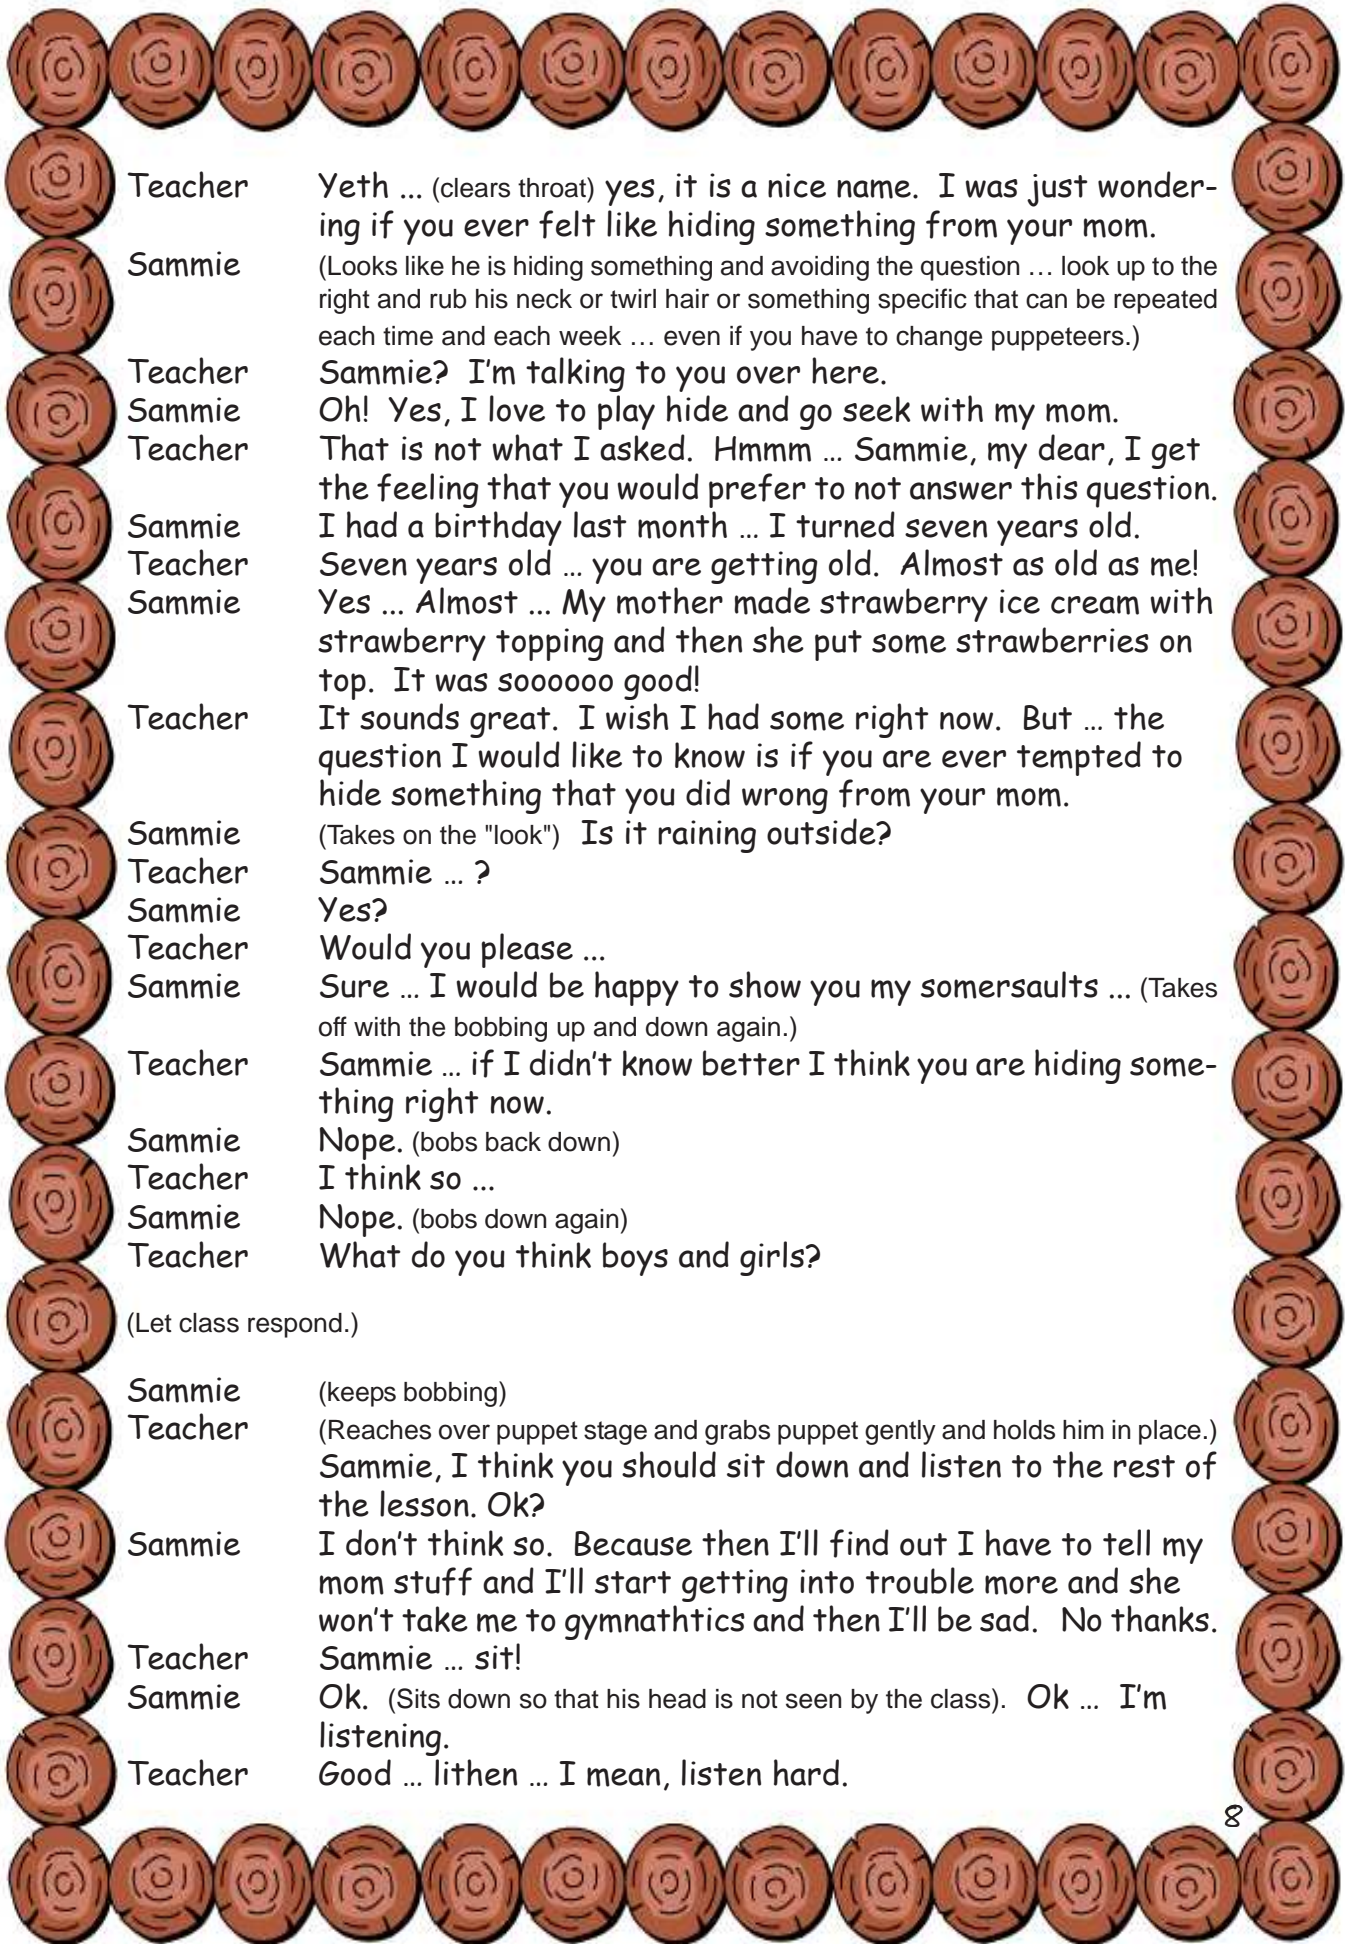 Teacher Yeth ... (clears throat) yes, it is a nice name. I was just wonder-
ing if you ever felt like hiding something from your mom.
Sammie (Looks like he is hiding something and avoiding the question … look up to the
right and rub his neck or twirl hair or something specific that can be repeated
each time and each week … even if you have to change puppeteers.)
Teacher Sammie? I'm talking to you over here.
Sammie Oh! Yes, I love to play hide and go seek with my mom.
Teacher That is not what I asked. Hmmm … Sammie, my dear, I get
the feeling that you would prefer to not answer this question.
Sammie I had a birthday last month … I turned seven years old.
Teacher Seven years old … you are getting old. Almost as old as me!
Sammie Yes ... Almost ... My mother made strawberry ice cream with
strawberry topping and then she put some strawberries on
top. It was soooooo good!
Teacher It sounds great. I wish I had some right now. But … the
question I would like to know is if you are ever tempted to
hide something that you did wrong from your mom.
Sammie (Takes on the "look") Is it raining outside?
Teacher Sammie … ?
Sammie Yes?
Teacher Would you please ...
Sammie Sure … I would be happy to show you my somersaults ... (Takes
off with the bobbing up and down again.)
Teacher Sammie … if I didn't know better I think you are hiding some-
thing right now.
Sammie Nope. (bobs back down)
Teacher I think so ...
Sammie Nope. (bobs down again)
Teacher What do you think boys and girls?
(Let class respond.)
Sammie (keeps bobbing)
Teacher (Reaches over puppet stage and grabs puppet gently and holds him in place.)
Sammie, I think you should sit down and listen to the rest of
the lesson. Ok?
Sammie I don't think so. Because then I'll find out I have to tell my
mom stuff and I'll start getting into trouble more and she
won't take me to gymnathtics and then I'll be sad. No thanks.
Teacher Sammie … sit!
Sammie Ok. (Sits down so that his head is not seen by the class). Ok … I'm
listening.
Teacher Good … lithen … I mean, listen hard.
8